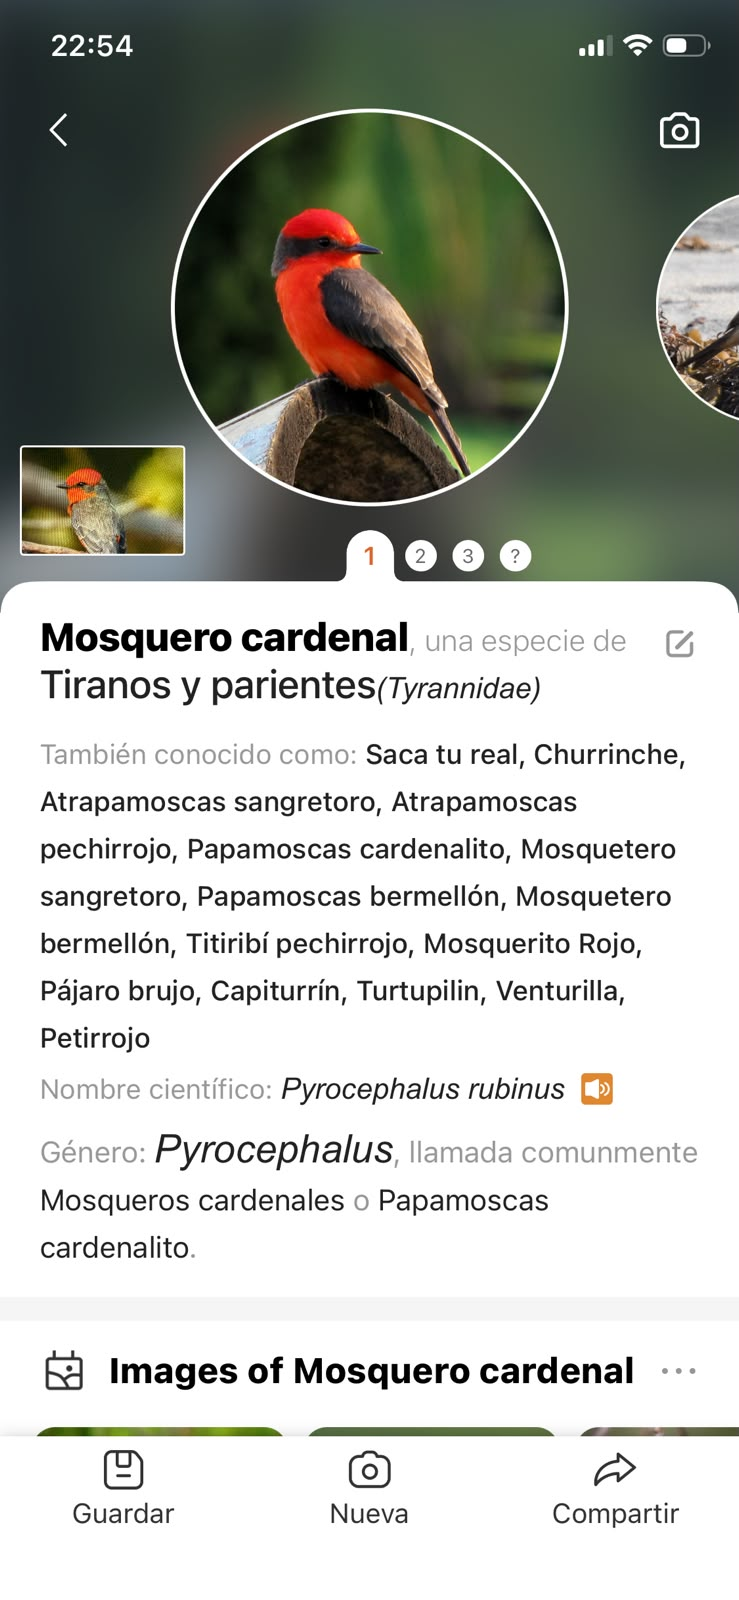 22:54
1 2 3 ?
Mosquero cardenal, una especie de
Tiranos y parientes(Tyrannidae)
También conocido como: Saca tu real, Churrinche,
Atrapamoscas sangretoro, Atrapamoscas
pechirrojo, Papamoscas cardenalito, Mosquetero
sangretoro, Papamoscas bermellón, Mosquetero
bermellón, Titiribí pechirrojo, Mosquerito Rojo,
Pájaro brujo, Capiturrín, Turtupilin, Venturilla,
Petirrojo
Nombre científico: Pyrocephalus rubinus
Género: Pyrocephalus, llamada comunmente
Mosqueros cardenales o Papamoscas
cardenalito.
Images of Mosquero cardenal
Guardar Nueva Compartir